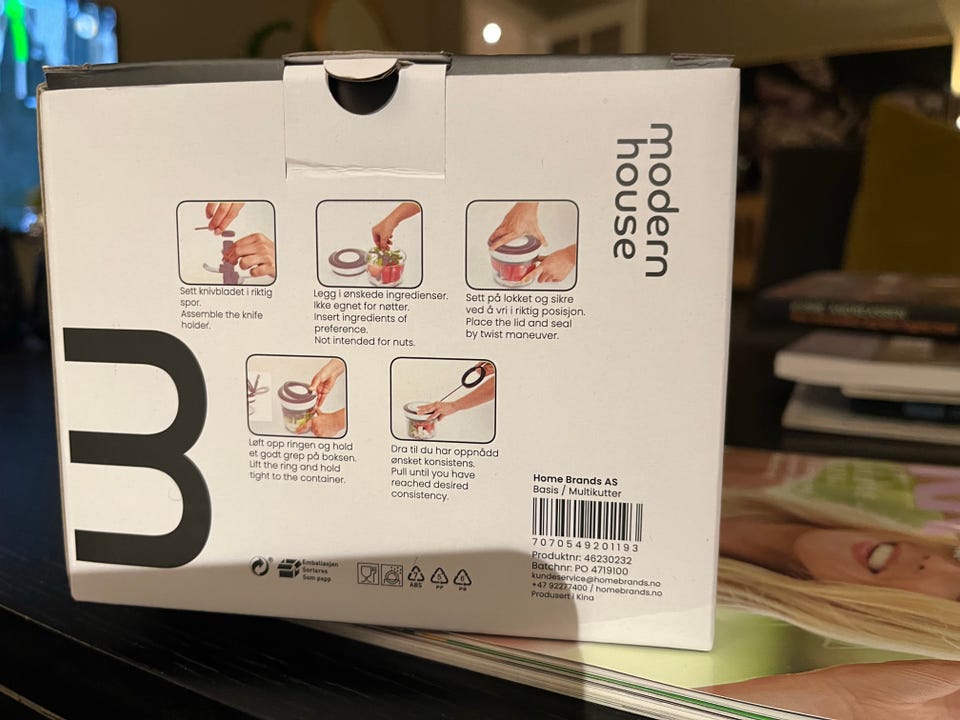 modern
house
Sett knivbladet i riktig
spor.
Assemble the knife
holder.
Legg i ønskede ingredienser.
Ikke egnet for nøtter.
Insert ingredients of
preference.
Not intended for nuts.
Sett på lokket og sikre
ved å vri i riktig posisjon.
Place the lid and seal
by twist maneuver.
Løft opp ringen og hold
et godt grep på boksen.
Lift the ring and hold
tight to the container.
Dra til du har oppnådd
ønsket konsistens.
Pull until you have
reached desired
consistency.
Home Brands AS
Basis / Multikutter
7070549201193
Produktnr: 46230232
Batchnr: PO 4719100
kundeservice@homebrands.no
+47 92277400 / homebrands.no
Produsert i Kina
Emballasjen
Sorteres
Som papp
7
ABS
5
PP
6
PS